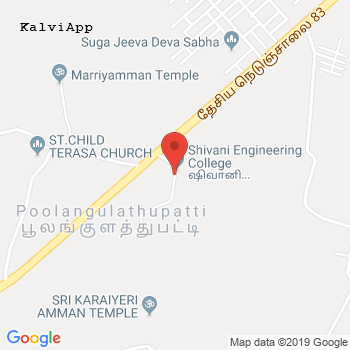 KalviApp
Suga Jeeva Deva Sabha
தேசிய நெடுஞ்சாலை 83
Marriyamman Temple
ST.CHILD
TERASA CHURCH
Shivani Engineering
College
ஷிவானி...
Poolangulathupatti
பூலங்குளத்துபட்டி
SRI KARAIYERI
AMMAN TEMPLE
Google
Map data ©2019 Google